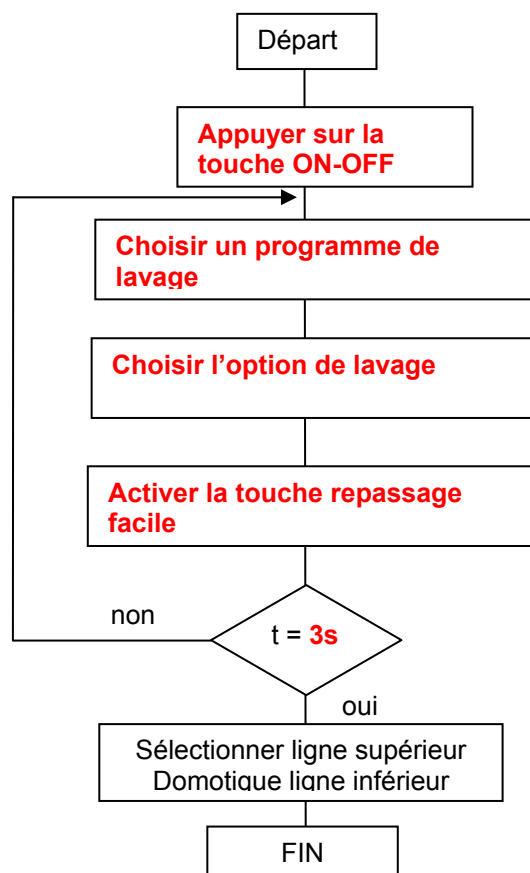 Départ
Appuyer sur la
touche ON-OFF
Choisir un programme de
lavage
Choisir l’option de lavage
Activer la touche repassage
facile
non
t = 3s
oui
Sélectionner ligne supérieur
Domotique ligne inférieur
FIN